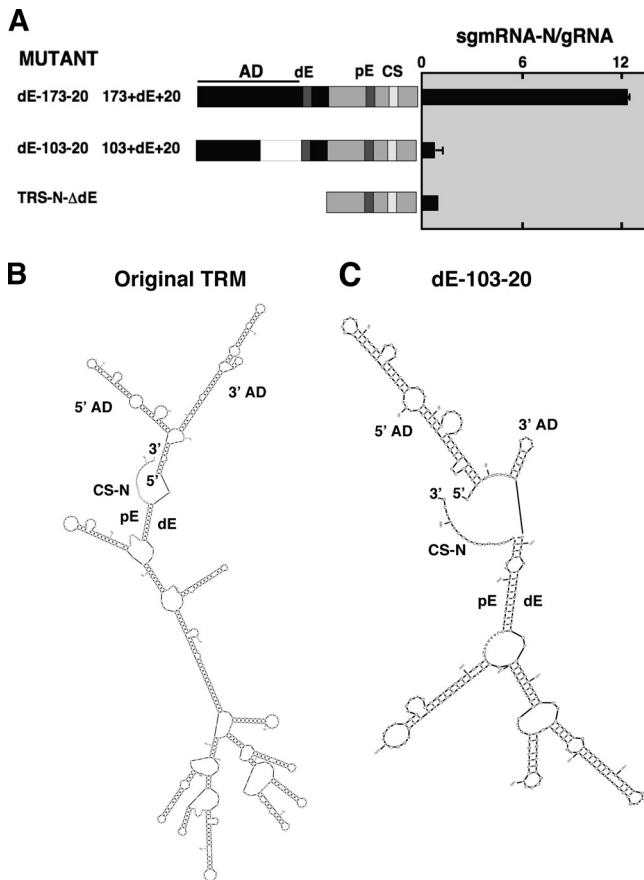 A
sgmRNA-N/gRNA
MUTANT
AD dE pE CS 0 6 12
dE-173-20 173+dE+20
dE-103-20 103+dE+20
TRS-N-ΔdE
B Original TRM
C dE-103-20
5' AD
3' AD
3'
5'
CS-N
pE dE
5' AD
3' AD
3' 5'
CS-N
pE dE